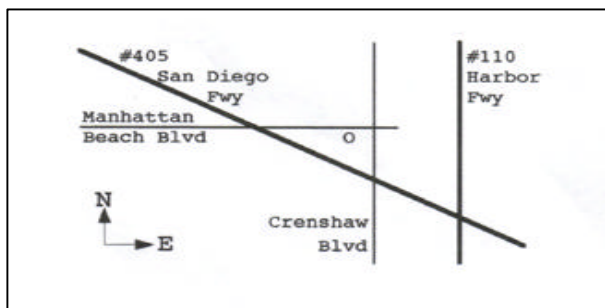 #405
San Diego
Fwy
#110
Harbor
Fwy
Manhattan
Beach Blvd
O
Crenshaw
Blvd
N
E